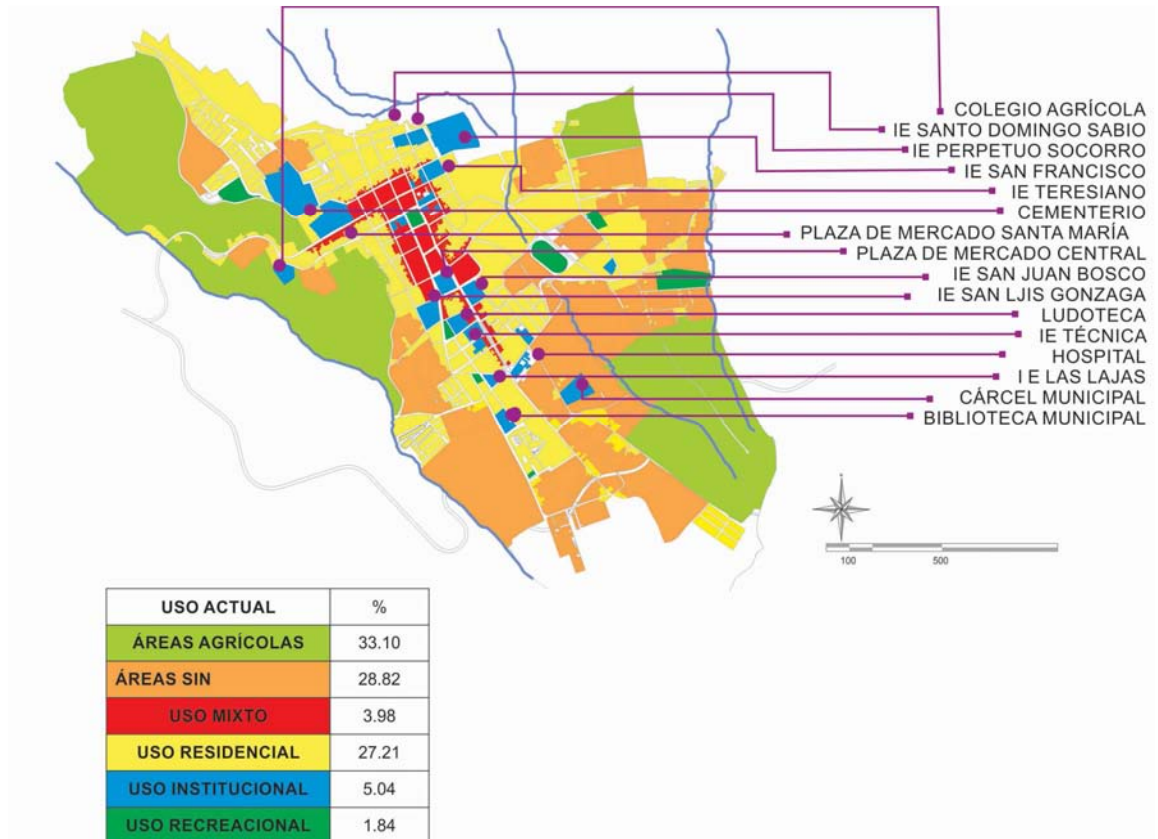 COLEGIO AGRÍCOLA
IE SANTO DOMINGO SABIO
IE PERPETUO SOCORRO
IE SAN FRANCISCO
IE TERESIANO
CEMENTERIO
PLAZA DE MERCADO SANTA MARÍA
PLAZA DE MERCADO CENTRAL
IE SAN JUAN BOSCO
IE SAN LJIS GONZAGA
LUDOTECA
IE TÉCNICA
HOSPITAL
I E LAS LAJAS
CÁRCEL MUNICIPAL
BIBLIOTECA MUNICIPAL
100 500
USO ACTUAL %
ÁREAS AGRÍCOLAS 33.10
ÁREAS SIN 28.82
USO MIXTO 3.98
USO RESIDENCIAL 27.21
USO INSTITUCIONAL 5.04
USO RECREACIONAL 1.84